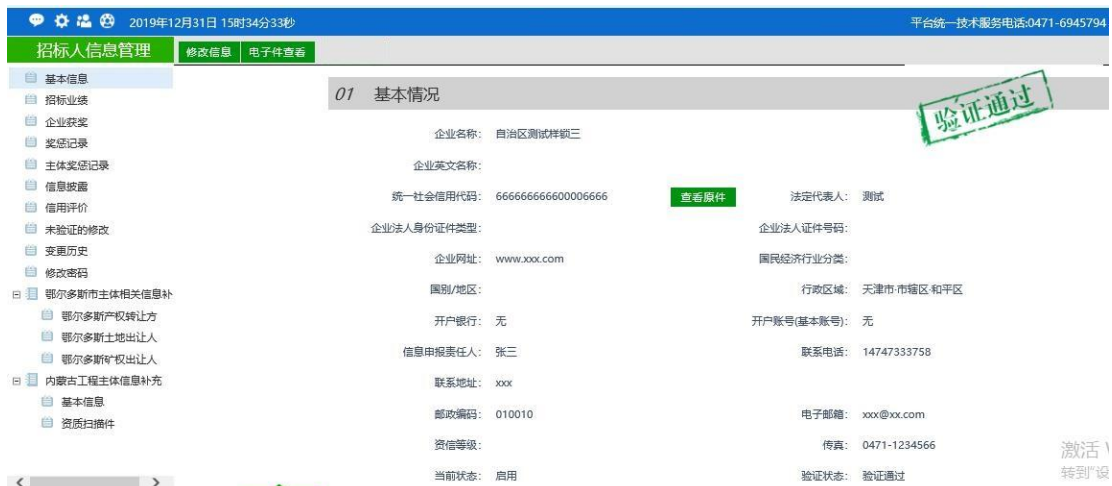 2019年12月31日 15时34分33秒 平台统一技术服务电话:0471-6945794
招标人信息管理 修改信息 电子件查看
基本信息
招标业绩
企业获奖
奖惩记录
主体奖惩记录
信息披露
信用评价
未验证的修改
变更历史
修改密码
鄂尔多斯市主体相关信息补
鄂尔多斯产权转让方
鄂尔多斯土地出让人
鄂尔多斯矿权出让人
内蒙古工程主体信息补充
基本信息
资质扫描件
01 基本情况
验证通过
企业名称: 自治区测试样锁三
企业英文名称:
统一社会信用代码: 666666666600006666 查看原件 法定代表人: 测试
企业法人身份证件类型: 企业法人证件号码:
企业网址: www.xxx.com 国民经济行业分类:
国别/地区: 行政区域: 天津市·市辖区·和平区
开户银行: 无 开户账号(基本账号): 无
信息申报责任人: 张三 联系电话: 14747333758
联系地址: xxx
邮政编码: 010010 电子邮箱: xxx@xx.com
资信等级: 传真: 0471-1234566
当前状态: 启用 验证状态: 验证通过
激活
转到"设